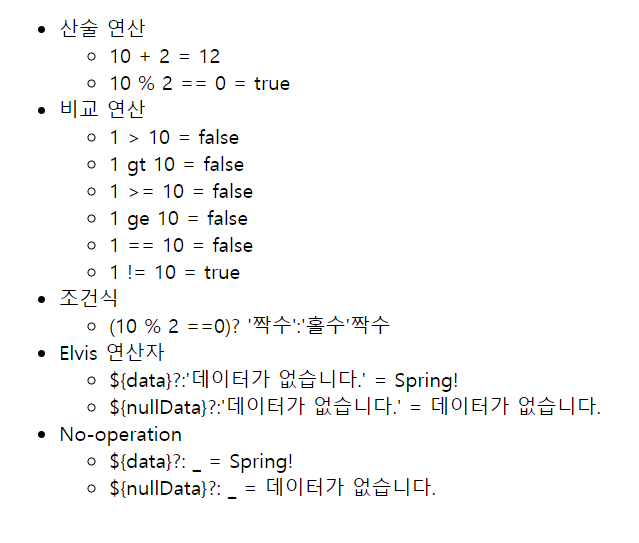 산술 연산
10 + 2 = 12
10 % 2 == 0 = true
비교 연산
1 > 10 = false
1 gt 10 = false
1 >= 10 = false
1 ge 10 = false
1 == 10 = false
1 != 10 = true
조건식
(10 % 2 ==0)? '짝수':'홀수'짝수
Elvis 연산자
${data}?:'데이터가 없습니다.' = Spring!
${nullData}?:'데이터가 없습니다.' = 데이터가 없습니다.
No-operation
${data}?: _ = Spring!
${nullData}?: _ = 데이터가 없습니다.